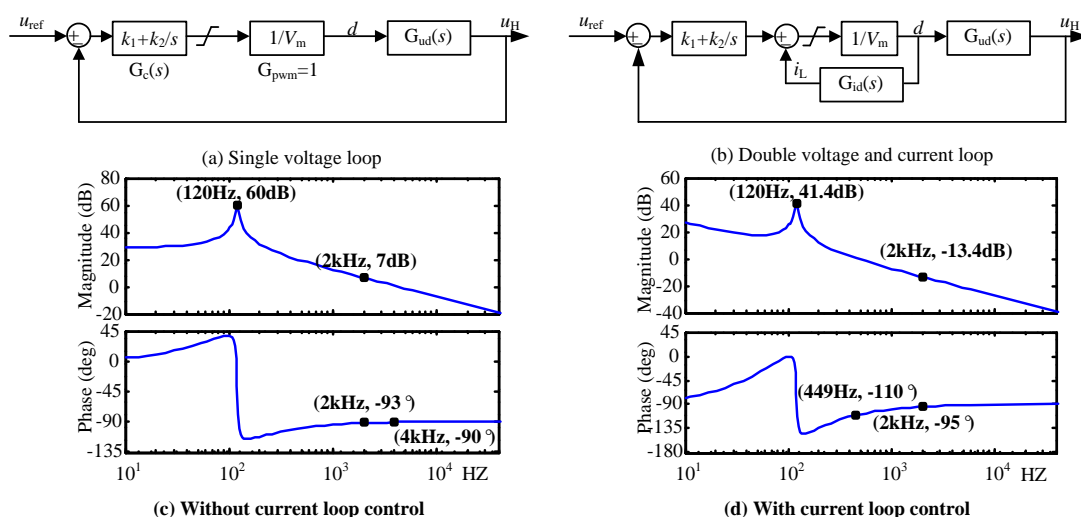 u_ref
k₁+k₂/s
G_c(s)
1/V_m
G_pwm=1
d
G_ud(s)
u_H
(a) Single voltage loop
u_ref
k₁+k₂/s
i_L
1/V_m
d
G_id(s)
G_ud(s)
u_H
(b) Double voltage and current loop
Magnitude (dB)
80
60
40
20
0
-20
(120Hz, 60dB)
(2kHz, 7dB)
Phase (deg)
45
0
-45
-90
-135
(2kHz, -93 °)
(4kHz, -90 °)
10¹
10²
10³
10⁴
HZ
(c) Without current loop control
Magnitude (dB)
60
40
20
0
-20
-40
(120Hz, 41.4dB)
(2kHz, -13.4dB)
Phase (deg)
45
0
-45
-90
-135
-180
(449Hz, -110 °)
(2kHz, -95 °)
10¹
10²
10³
10⁴
HZ
(d) With current loop control